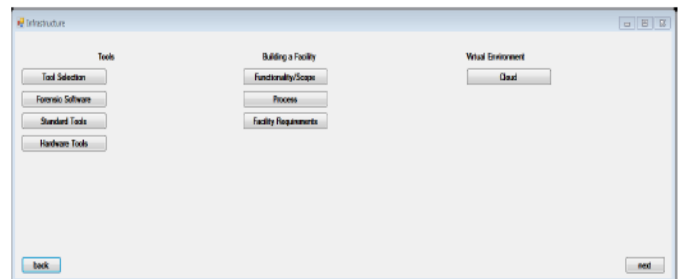 Infrastructure
Tools Building a Facility Virtual Environment
Tool Selection Functionality/Scope Cloud
Forensic Software Process
Standard Tools Facility Requirements
Hardware Tools
back next